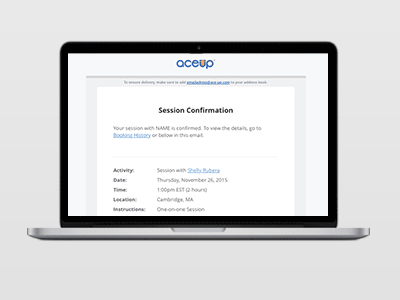 aceup
To ensure delivery, make sure to add emailaddress@ace-up.com to your address book.
Session Confirmation
Your session with NAME is confirmed. To view the details, go to
Booking History or below in this email.
Activity: Session with Shelly Rubera
Date: Thursday, November 26, 2015
Time: 1:00pm EST (2 hours)
Location: Cambridge, MA
Instructions: One-on-one Session